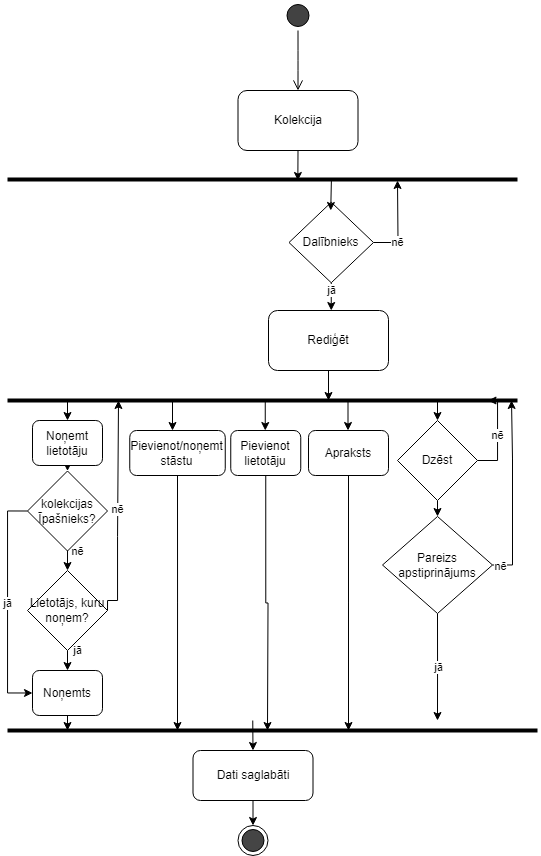 Kolekcija
Dalībnieks
nē
jā
Rediģēt
Noņemt
lietotāju
Pievienot/noņemt
stāstu
Pievienot
lietotāju
Apraksts
Dzēst
nē
kolekcijas
Īpašnieks?
nē
nē
jā
Lietotājs, kuru
noņem?
jā
Pareizs
apstiprinājums
nē
jā
Noņemts
Dati saglabāti